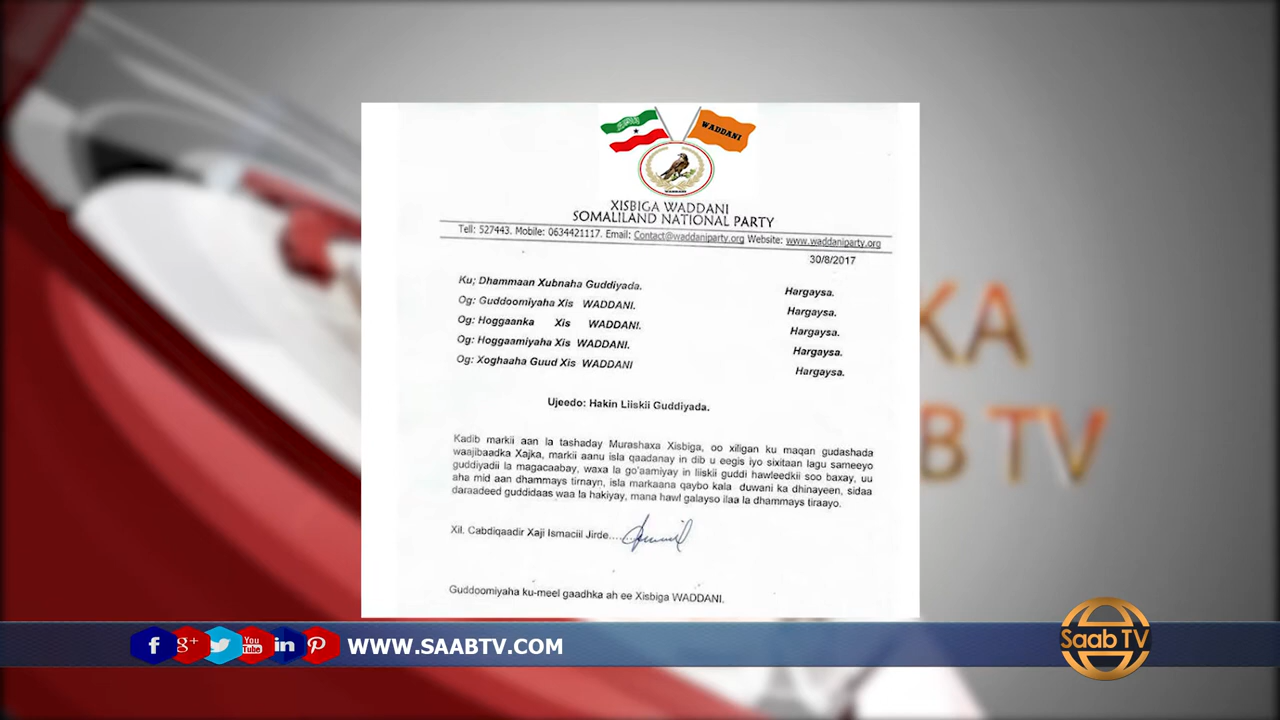 WADDANI
WADDANI
XISBIGA WADDANI
SOMALILAND NATIONAL PARTY
Tell: 527443. Mobile: 0634421117. Email: Contact@waddaniparty.org Website: www.waddaniparty.org
30/8/2017
Ku; Dhammaan Xubnaha Guddiyada. Hargaysa.
Og: Guddoomiyaha Xis WADDANI. Hargaysa.
Og: Hoggaanka Xis WADDANI. Hargaysa.
Og: Hoggaamiyaha Xis WADDANI. Hargaysa.
Og: Xoghaaha Guud Xis WADDANI Hargaysa.
Ujeedo: Hakin Liiskii Guddiyada.
Kadib markii aan la tashaday Murashaxa Xisbiga, oo xiligan ku maqan gudashada
waajibaadka Xajka, markii aanu isla qaadanay in dib u eegis iyo sixitaan lagu sameeyo
guddiyadii la magacaabay, waxa la go'aamiyay in liiskii guddi hawleedkii soo baxay, uu
aha mid aan dhammays tirnayn, isla markaana qaybo kala duwani ka dhinayeen, sidaa
daraadeed guddidaas waa la hakiyay, mana hawl galayso ilaa la dhammays tiraayo.
Xil. Cabdiqaadir Xaji Ismaciil Jirde....
Guddoomiyaha ku-meel gaadhka ah ee Xisbiga WADDANI.
KA
B TV
f g+ You Tube in
WWW.SAABTV.COM
Saab TV